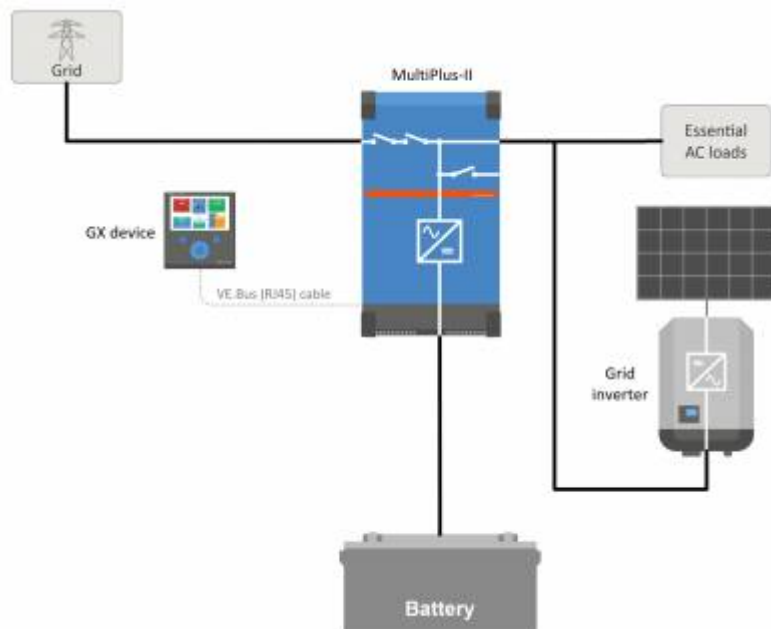 Grid
MultiPlus-II
Essential
AC loads
GX device
VE.Bus (RJ45) cable
Grid
inverter
Battery